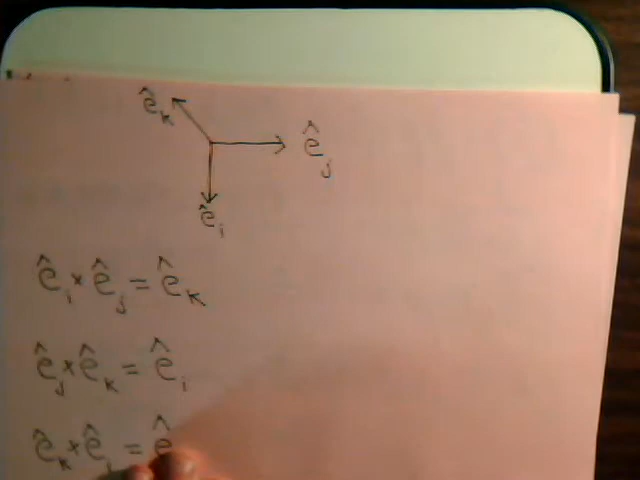 ê_k
ê_j
ê_i
ê_i × ê_j = ê_k
ê_j × ê_k = ê_i
ê_k × ê_i = ê